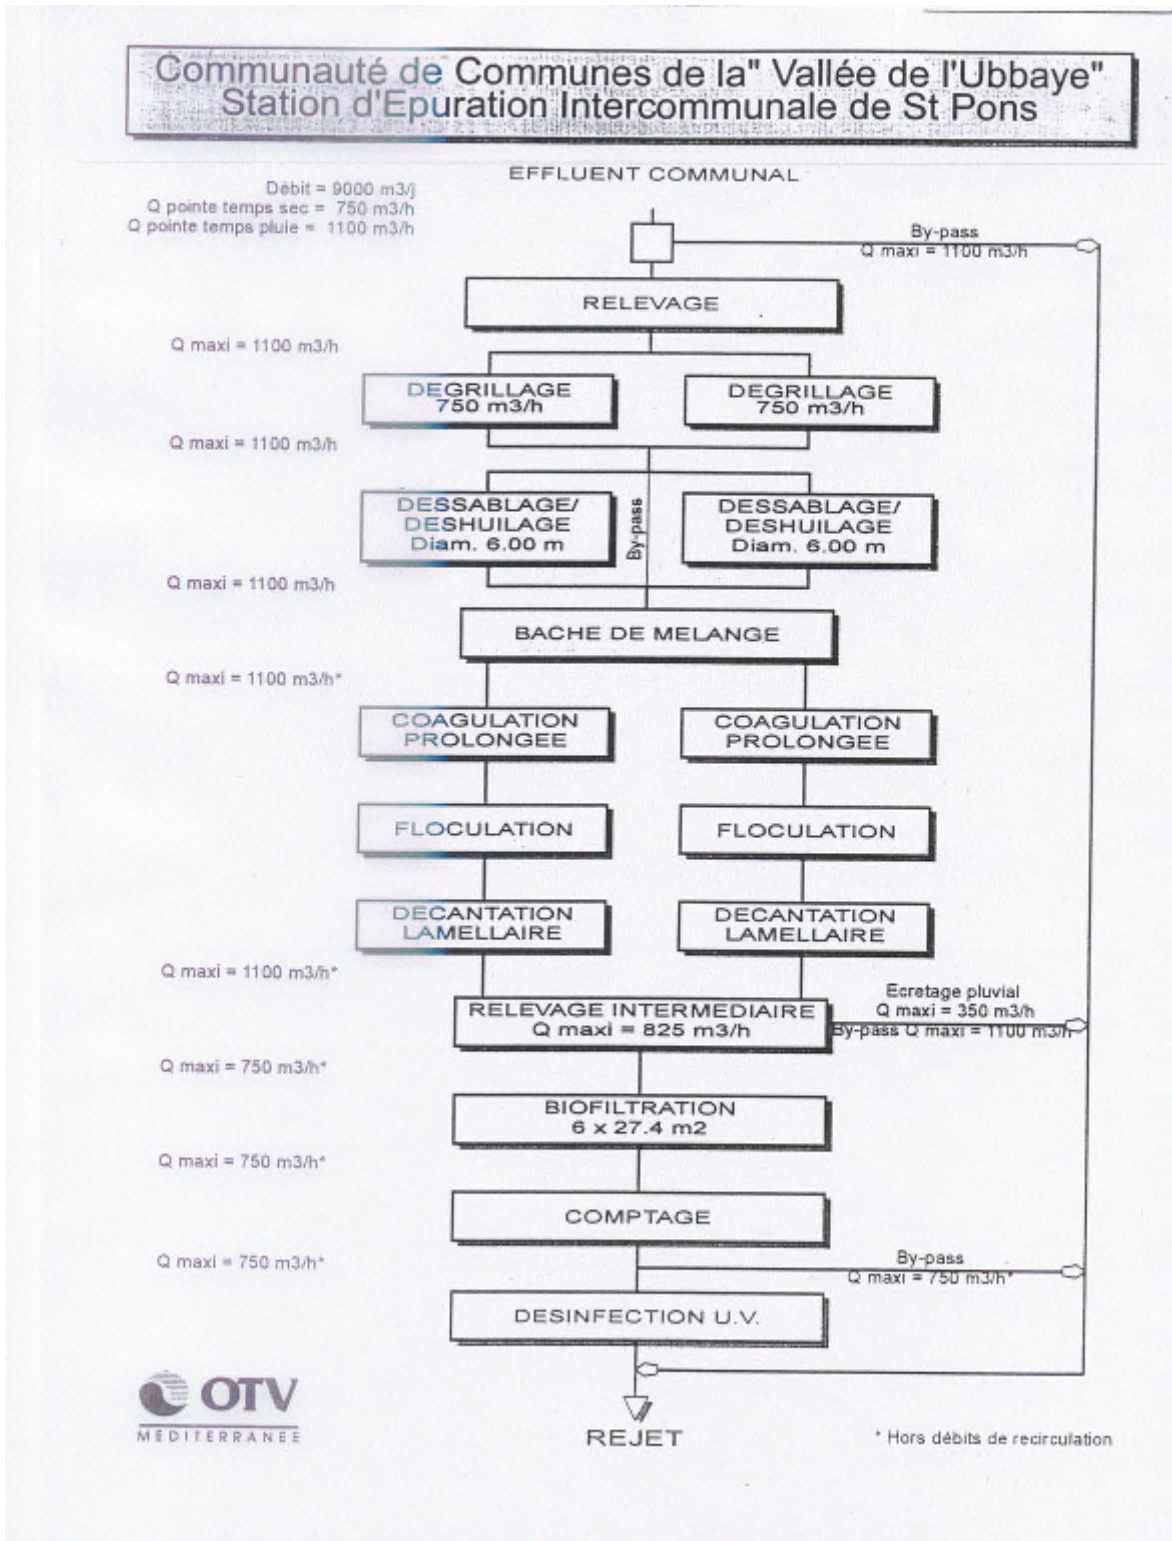 Communauté de Communes de la" Vallée de l'Ubbaye"
Station d'Epuration Intercommunale de St Pons
EFFLUENT COMMUNAL
Débit = 9000 m3/j
Q pointe temps sec = 750 m3/h
Q pointe temps pluie = 1100 m3/h
By-pass
Q maxi = 1100 m3/h
RELEVAGE
Q maxi = 1100 m3/h
DEGRILLAGE
750 m3/h
DEGRILLAGE
750 m3/h
Q maxi = 1100 m3/h
DESSABLAGE/
DESHUILAGE
Diam. 6.00 m
By-pass
DESSABLAGE/
DESHUILAGE
Diam. 6.00 m
Q maxi = 1100 m3/h
BACHE DE MELANGE
Q maxi = 1100 m3/h*
COAGULATION
PROLONGEE
COAGULATION
PROLONGEE
FLOCULATION
FLOCULATION
DECANTATION
LAMELLAIRE
DECANTATION
LAMELLAIRE
Q maxi = 1100 m3/h*
RELEVAGE INTERMEDIAIRE
Q maxi = 825 m3/h
Ecretage pluvial
Q maxi = 350 m3/h
By-pass Q maxi = 1100 m3/h
Q maxi = 750 m3/h*
BIOFILTRATION
6 x 27.4 m2
Q maxi = 750 m3/h*
COMPTAGE
Q maxi = 750 m3/h*
By-pass
Q maxi = 750 m3/h*
DESINFECTION U.V.
OTV
MEDITERRANEE
REJET
* Hors débits de recirculation